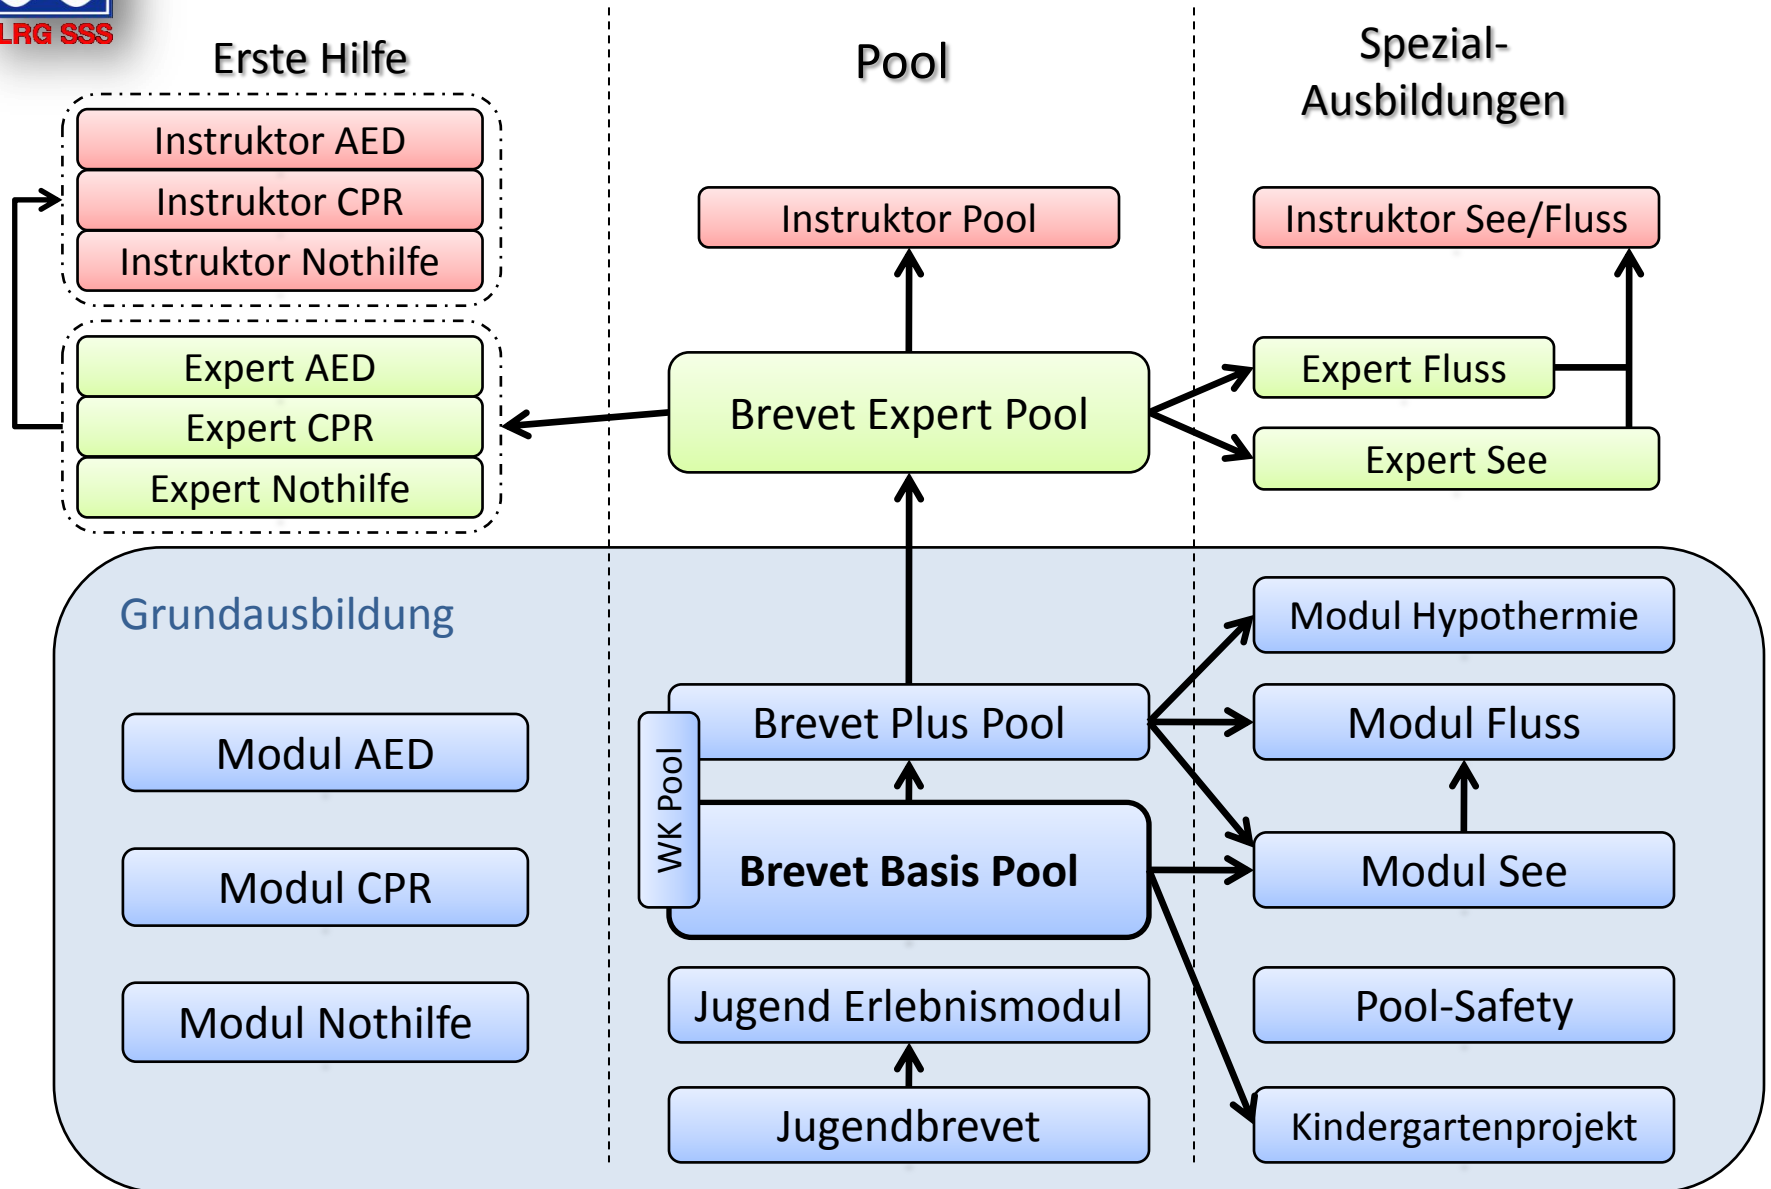 LRG SSS
Erste Hilfe
Instruktor AED
Instruktor CPR
Instruktor Nothilfe
Expert AED
Expert CPR
Expert Nothilfe
Pool
Instruktor Pool
Brevet Expert Pool
Spezial-
Ausbildungen
Instruktor See/Fluss
Expert Fluss
Expert See
Grundausbildung
Modul AED
Modul CPR
Modul Nothilfe
Brevet Plus Pool
WK Pool
Brevet Basis Pool
Jugend Erlebnismodul
Jugendbrevet
Modul Hypothermie
Modul Fluss
Modul See
Pool-Safety
Kindergartenprojekt